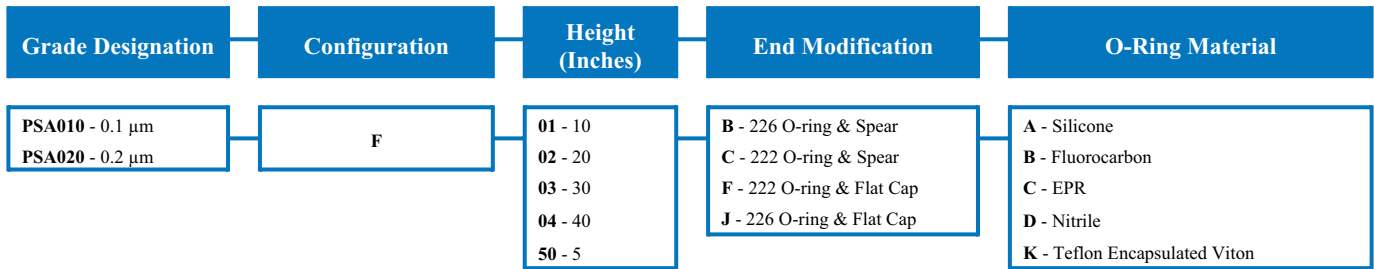 Grade Designation
Configuration
Height
(Inches)
End Modification
O-Ring Material
PSA010 - 0.1 µm
PSA020 - 0.2 µm
F
01 - 10
02 - 20
03 - 30
04 - 40
50 - 5
B - 226 O-ring & Spear
C - 222 O-ring & Spear
F - 222 O-ring & Flat Cap
J - 226 O-ring & Flat Cap
A - Silicone
B - Fluorocarbon
C - EPR
D - Nitrile
K - Teflon Encapsulated Viton